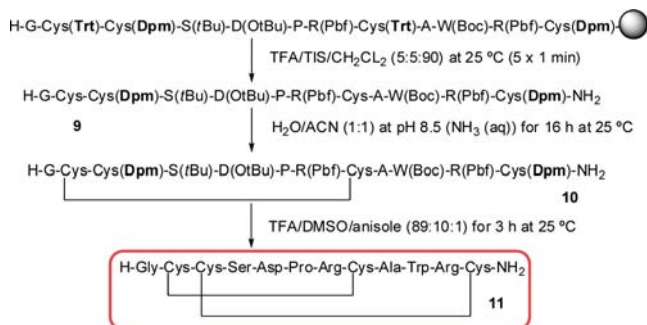 H-G-Cys(Trt)-Cys(Dpm)-S(tBu)-D(OtBu)-P-R(Pbf)-Cys(Trt)-A-W(Boc)-R(Pbf)-Cys(Dpm)-
TFA/TIS/CH₂CL₂ (5:5:90) at 25 ºC (5 x 1 min)
H-G-Cys-Cys(Dpm)-S(tBu)-D(OtBu)-P-R(Pbf)-Cys-A-W(Boc)-R(Pbf)-Cys(Dpm)-NH₂
9
H₂O/ACN (1:1) at pH 8.5 (NH₃ (aq)) for 16 h at 25 ºC
H-G-Cys-Cys(Dpm)-S(tBu)-D(OtBu)-P-R(Pbf)-Cys-A-W(Boc)-R(Pbf)-Cys(Dpm)-NH₂
10
TFA/DMSO/anisole (89:10:1) for 3 h at 25 ºC
H-Gly-Cys-Cys-Ser-Asp-Pro-Arg-Cys-Ala-Trp-Arg-Cys-NH₂
11